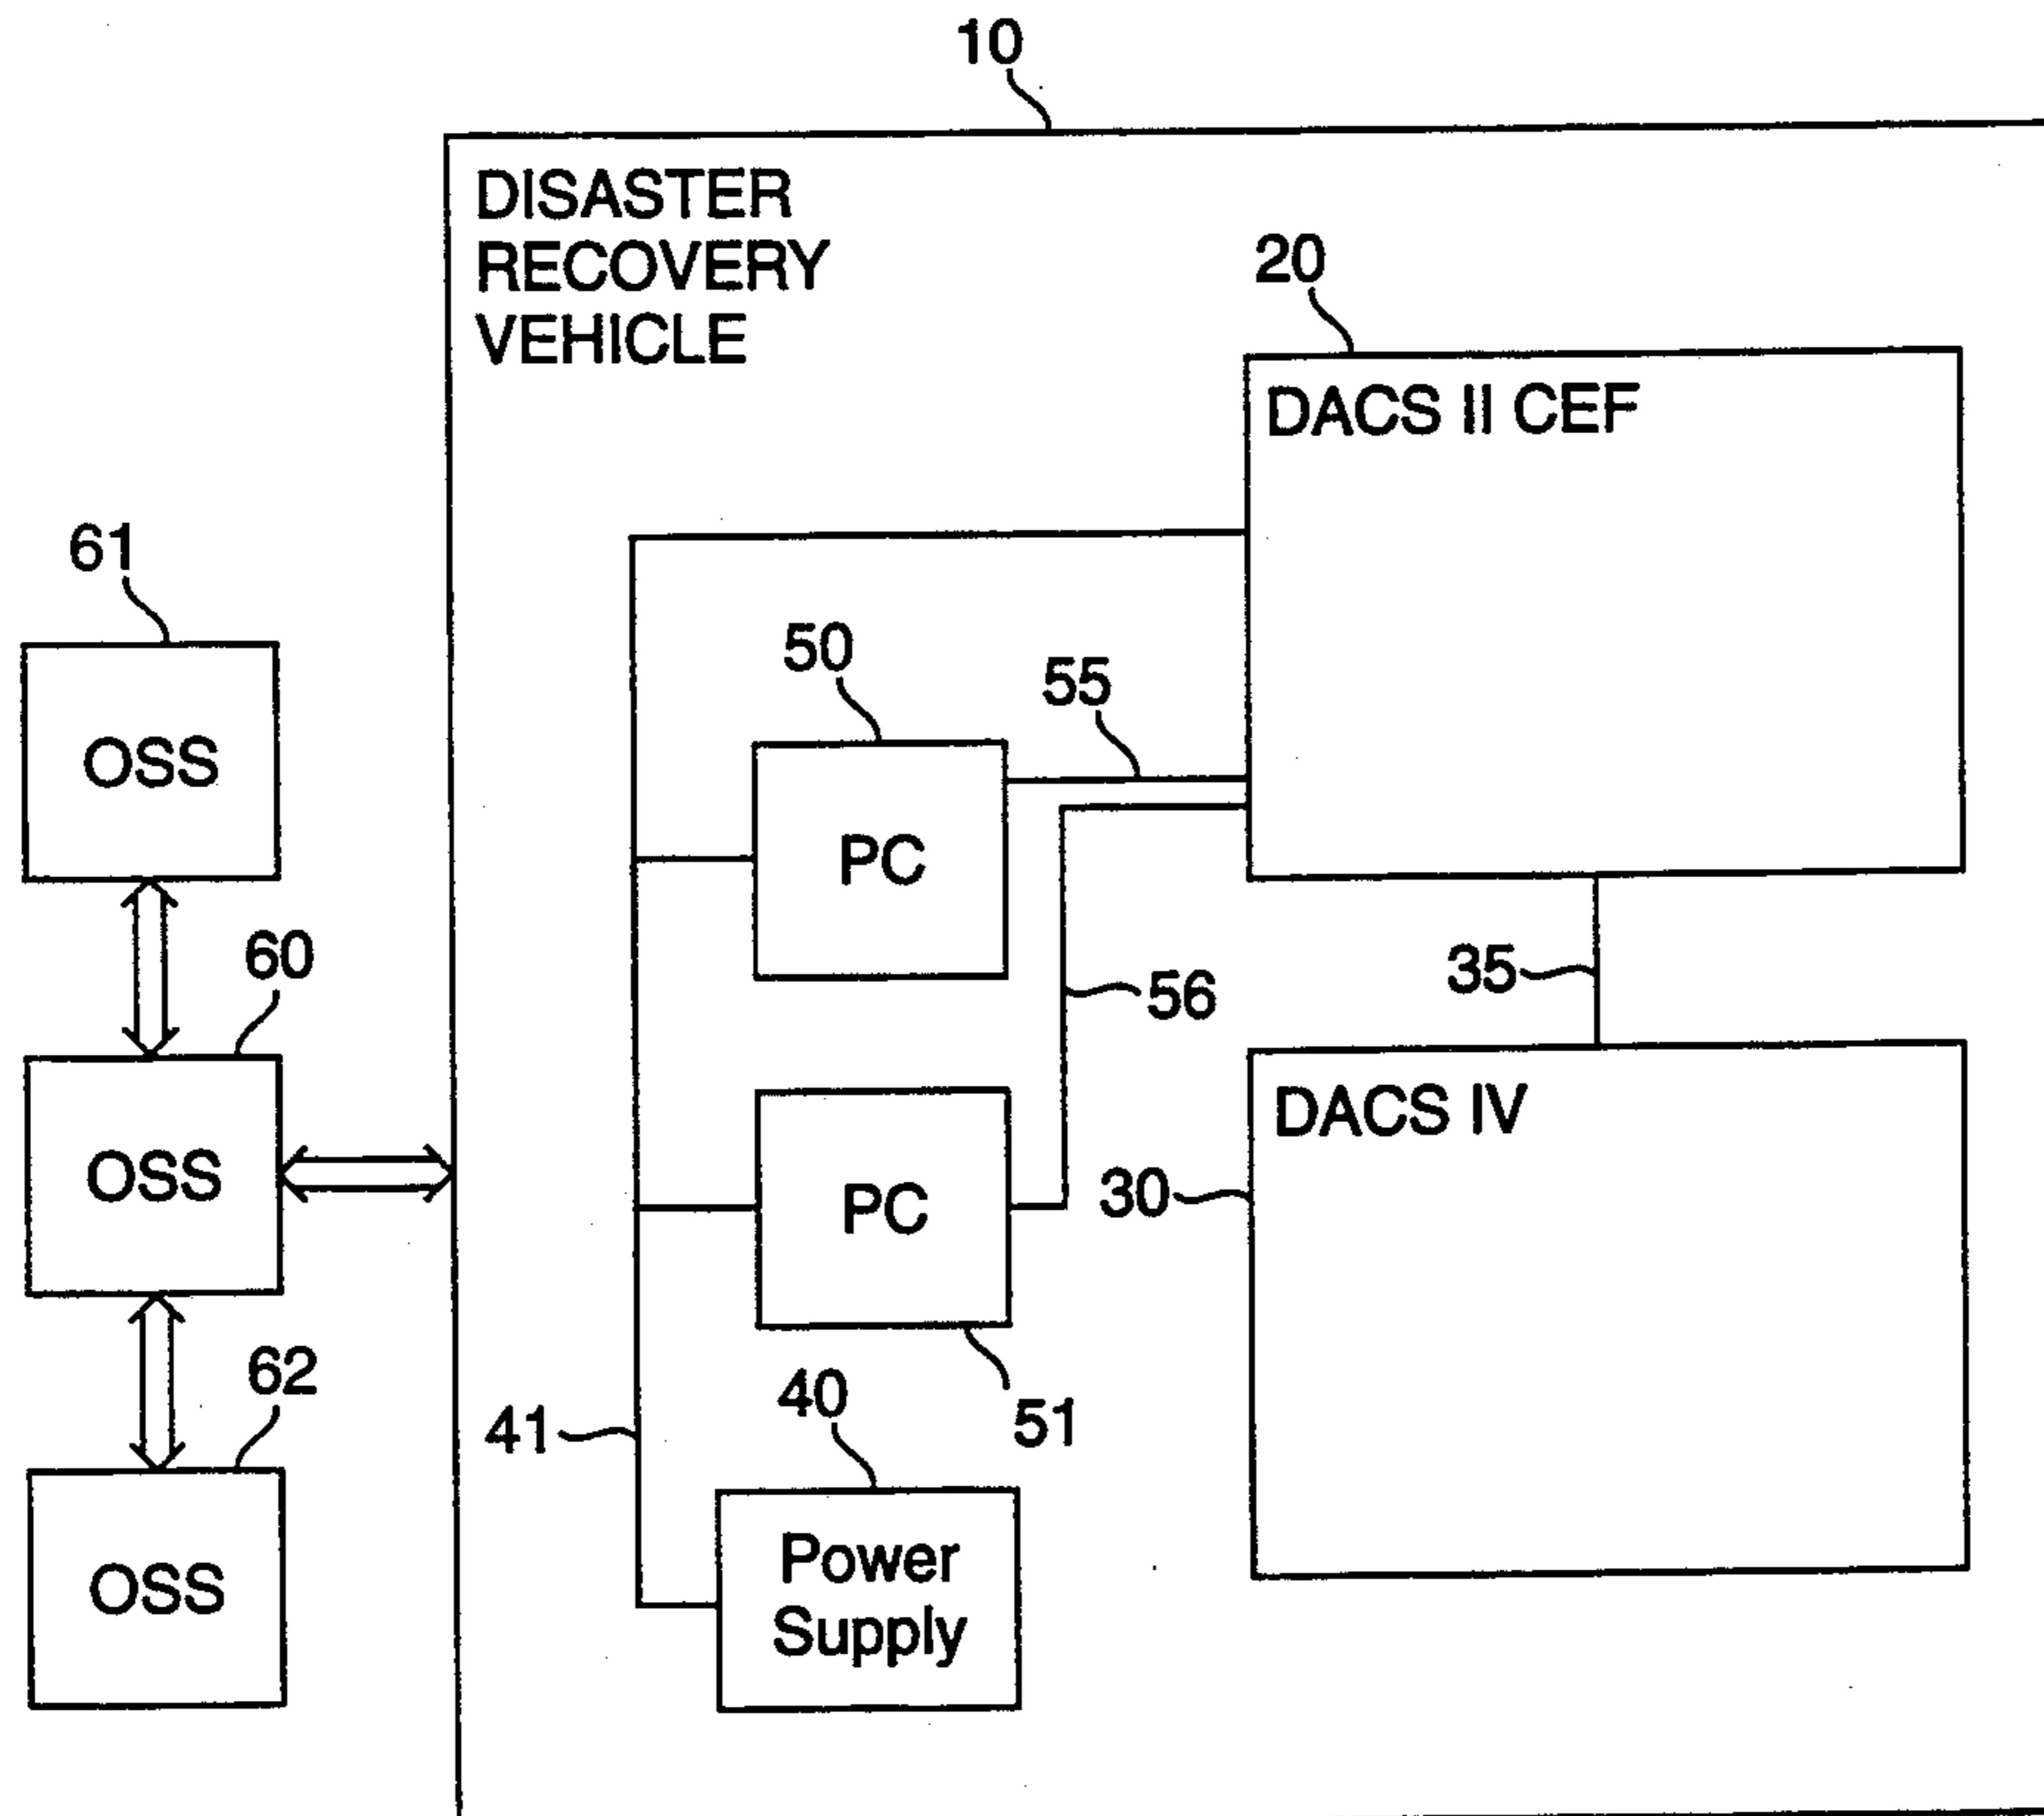 10
DISASTER
RECOVERY
VEHICLE
20
DACS II CEF
61
OSS
50
55
PC
60
OSS
35
56
DACS IV
30
PC
51
62
OSS
41
40
Power
Supply